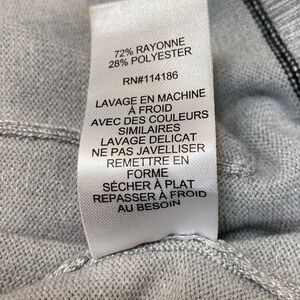 72% RAYONNE
28% POLYESTER
RN#114186
LAVAGE EN MACHINE
À FROID
AVEC DES COULEURS
SIMILAIRES
LAVAGE DELICAT
NE PAS JAVELLISER
REMETTRE EN
FORME
SÉCHER À PLAT
REPASSER À FROID
AU BESOIN